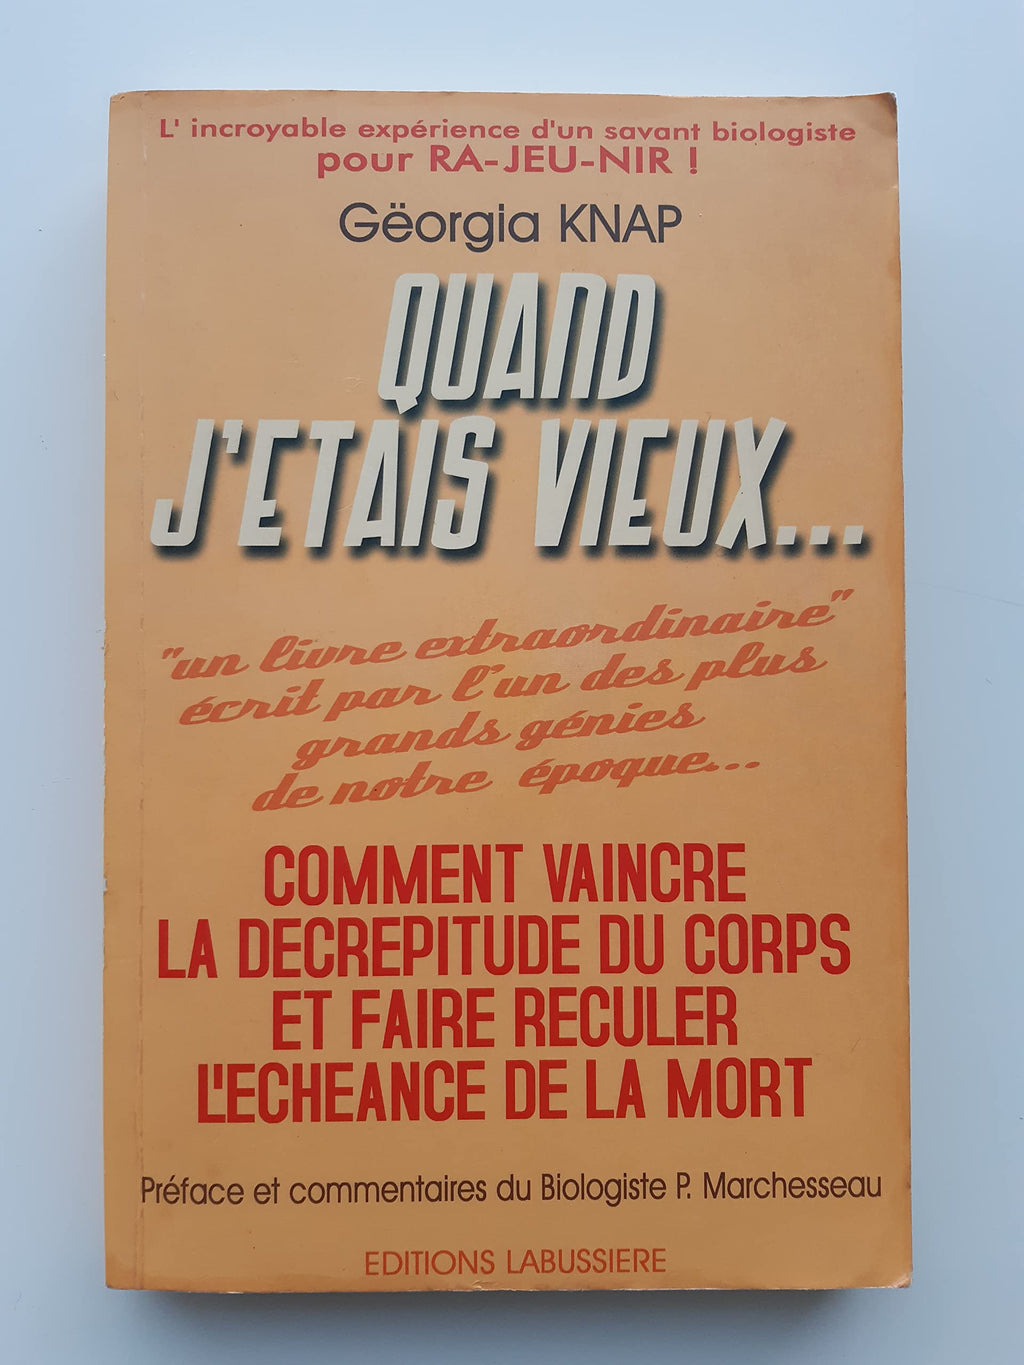 L' incroyable expérience d'un savant biologiste
pour RA-JEU-NIR !
Gëorgia KNAP
QUAND
J'ETAIS VIEUX...
"un livre extraordinaire"
écrit par l'un des plus
grands génies
de notre époque...
COMMENT VAINCRE
LA DECREPITUDE DU CORPS
ET FAIRE RECULER
L'ECHEANCE DE LA MORT
Préface et commentaires du Biologiste P. Marchesseau
EDITIONS LABUSSIERE